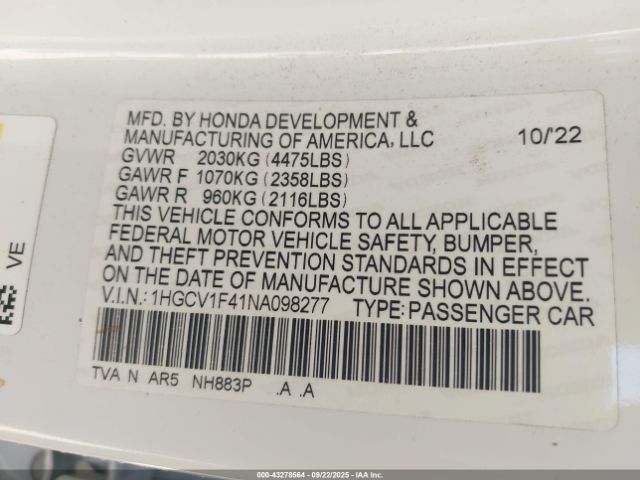 MFD. BY HONDA DEVELOPMENT &
MANUFACTURING OF AMERICA, LLC 10/'22
GVWR 2030KG (4475LBS)
GAWR F 1070KG (2358LBS)
GAWR R 960KG (2116LBS)
THIS VEHICLE CONFORMS TO ALL APPLICABLE
FEDERAL MOTOR VEHICLE SAFETY, BUMPER,
AND THEFT PREVENTION STANDARDS IN EFFECT
ON THE DATE OF MANUFACTURE SHOWN ABOVE.
V.I.N.: 1HGCV1F41NA098277 TYPE: PASSENGER CAR
TVA N AR5 NH883P .A .A
VE
000-43278564 - 09/22/2025 - ©IAA Inc. All Rights Reserved.